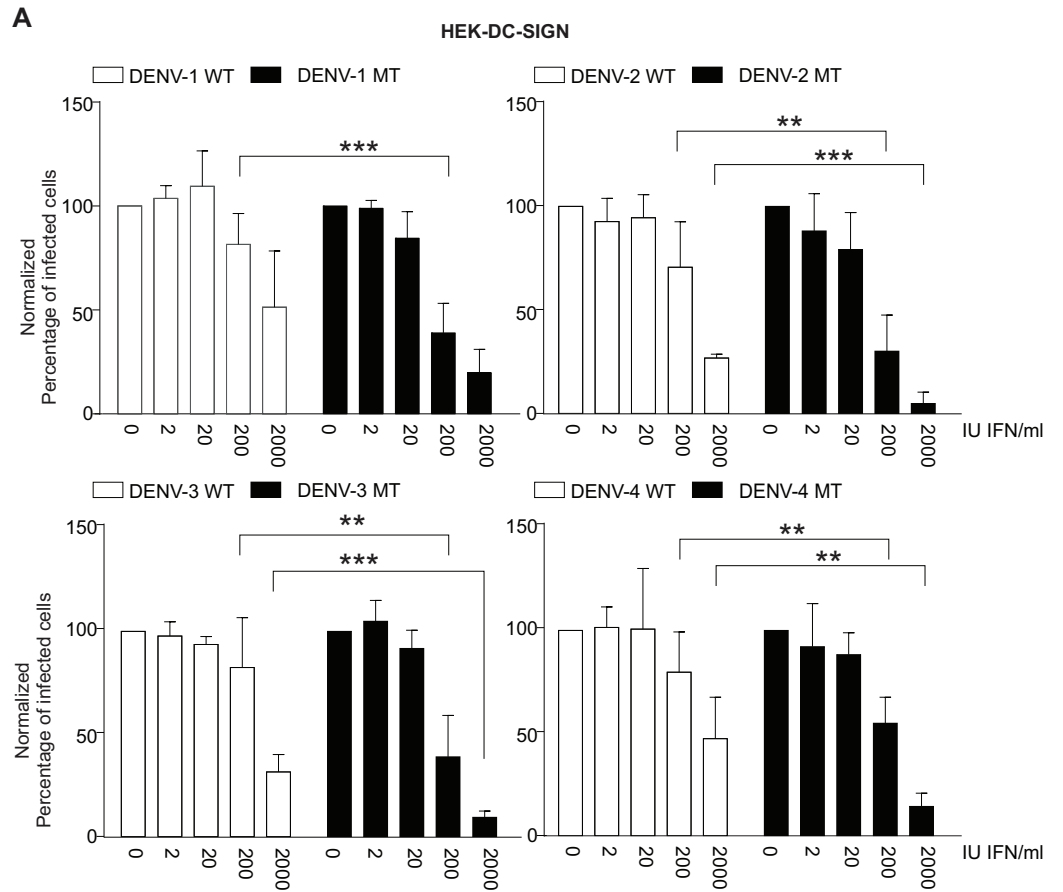 A
HEK-DC-SIGN
DENV-1 WT DENV-1 MT
DENV-2 WT DENV-2 MT
Normalized
Percentage of infected cells
150
100
50
0
***
0 2 20 200 2000 0 2 20 200 2000
150
100
50
0
**
***
0 2 20 200 2000 0 2 20 200 2000
IU IFN/ml
DENV-3 WT DENV-3 MT
DENV-4 WT DENV-4 MT
Normalized
Percentage of infected cells
150
100
50
0
**
***
0 2 20 200 2000 0 2 20 200 2000
150
100
50
0
**
**
0 2 20 200 2000 0 2 20 200 2000
IU IFN/ml